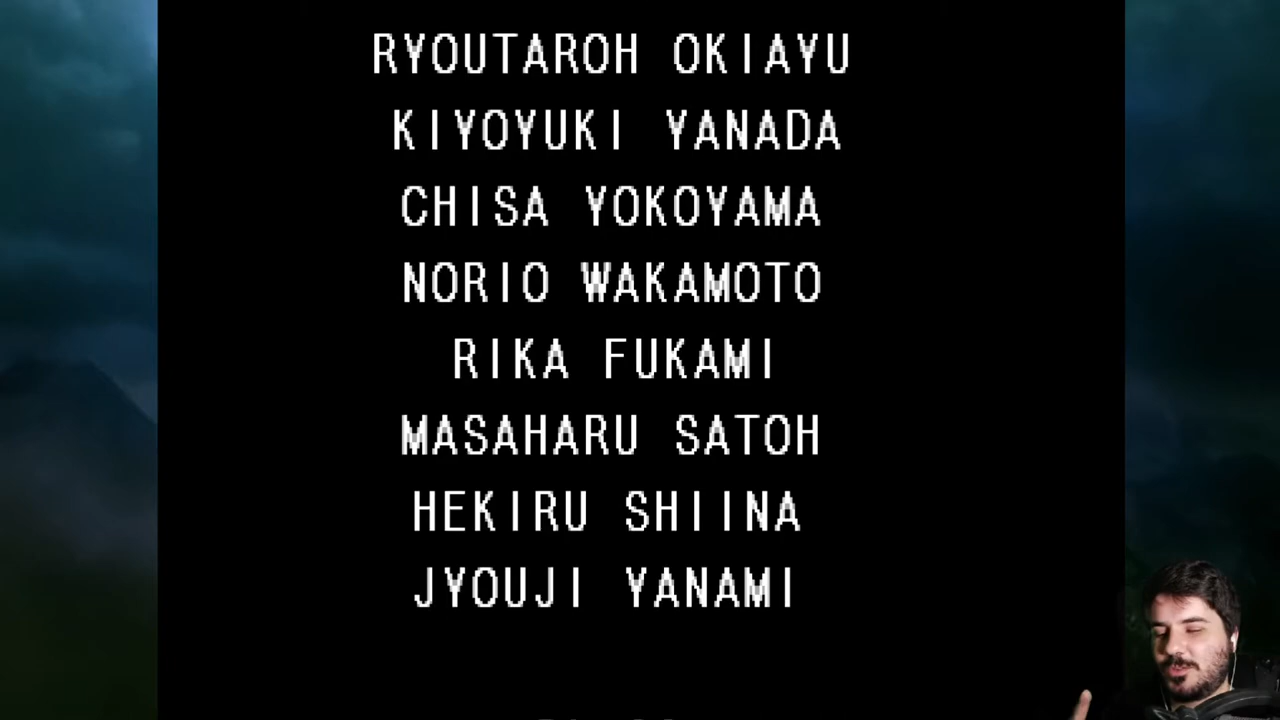 RYOUTAROH OKIAYU
KIYOYUKI YANADA
CHISA YOKOYAMA
NORIO WAKAMOTO
RIKA FUKAMI
MASAHARU SATOH
HEKIRU SHIINA
JYOUJI YANAMI